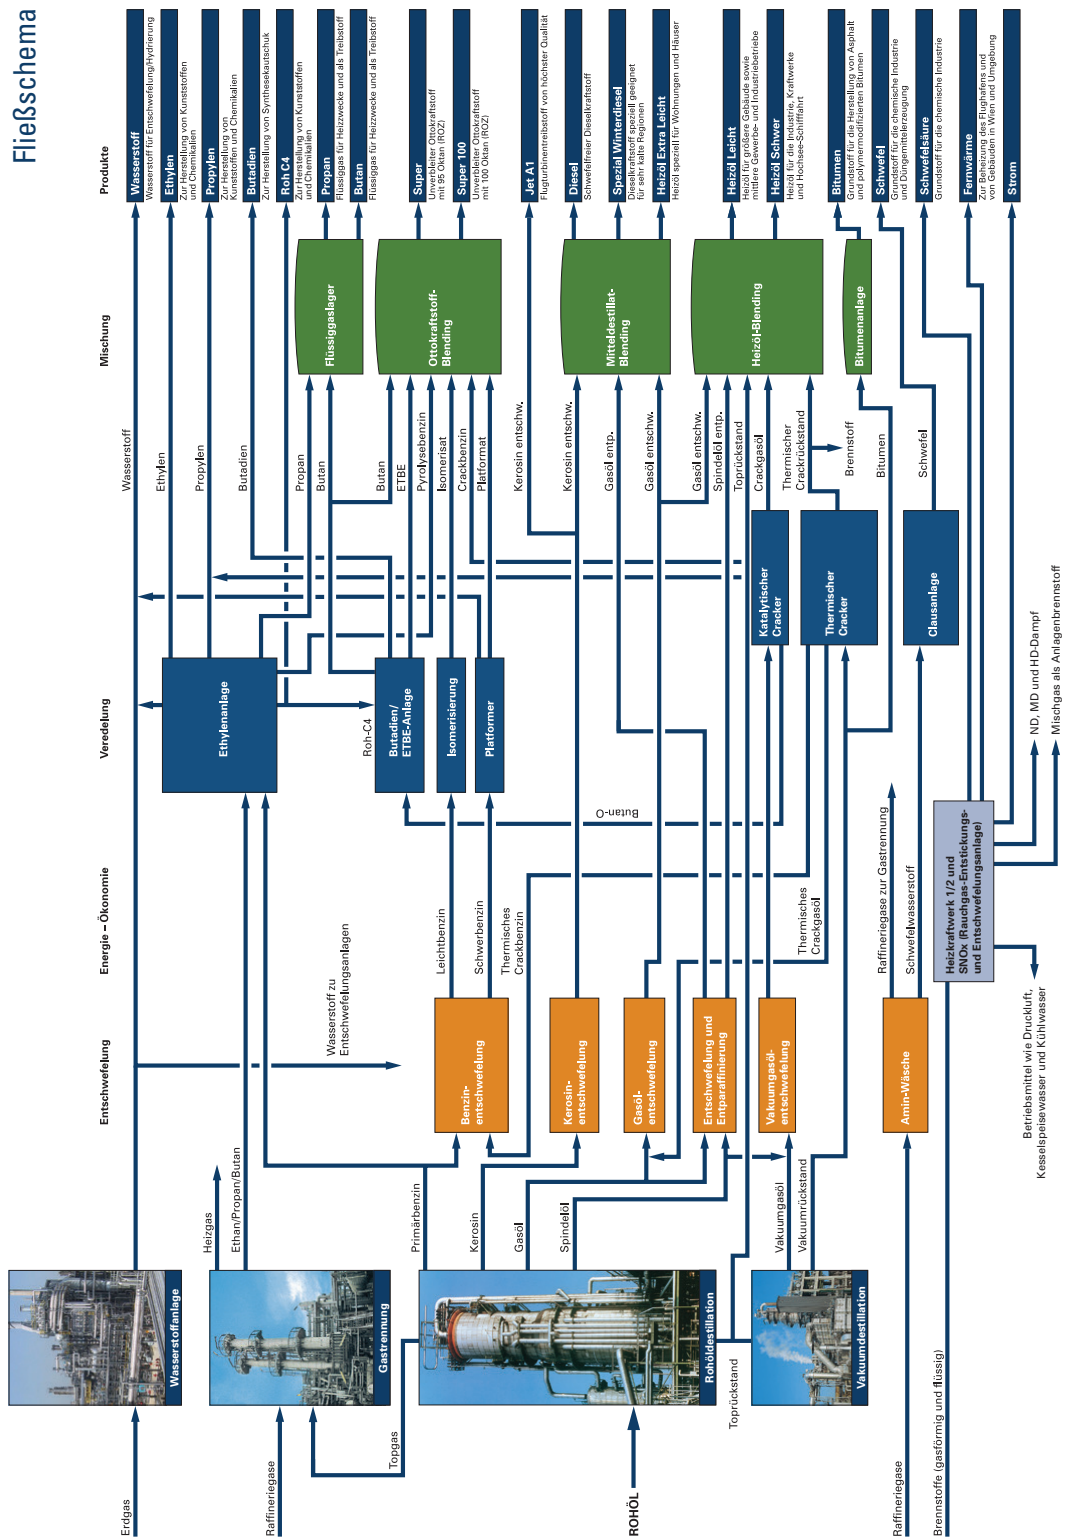 Fließschema
Produkte
Mischung
Veredelung
Energie – Ökonomie
Entschwefelung
Wasserstoff
Wasserstoff für Entschwefelung/Hydrierung
Ethylen
Zur Herstellung von Kunststoffen
und Chemikalien
Propylen
Zur Herstellung von
Kunststoffen und Chemikalien
Butadien
Zur Herstellung von Synthesekautschuk
Roh C4
Zur Herstellung von Kunststoffen
und Chemikalien
Propan
Flüssiggas für Heizzwecke und als Treibstoff
Butan
Flüssiggas für Heizzwecke und als Treibstoff
Super
Unverbleiter Ottokraftstoff
mit 95 Oktan (ROZ)
Super 100
Unverbleiter Ottokraftstoff
mit 100 Oktan (ROZ)
Jet A1
Flugturbinentreibstoff von höchster Qualität
Diesel
Schwefelfreier Dieselkraftstoff
Spezial Winterdiesel
Dieselkraftstoff speziell geeignet
für sehr kalte Regionen
Heizöl Extra Leicht
Heizöl speziell für Wohnungen und Häuser
Heizöl Leicht
Heizöl für größere Gebäude sowie
mittlere Gewerbe- und Industriebetriebe
Heizöl Schwer
Heizöl für die Industrie, Kraftwerke
und Hochsee-Schifffahrt
Bitumen
Grundstoff für die Herstellung von Asphalt
und polymermodifizierten Bitumen
Schwefel
Grundstoff für die chemische Industrie
und Düngemittelerzeugung
Schwefelsäure
Grundstoff für die chemische Industrie
Fernwärme
Zur Beheizung des Flughafens und
von Gebäuden in Wien und Umgebung
Strom
Flüssiggaslager
Ottokraftstoff-
Blending
Mitteldestillat-
Blending
Heizöl-Blending
Bitumenanlage
Wasserstoff
Ethylen
Propylen
Butadien
Propan
Butan
Butan
ETBE
Pyrolysebenzin
Isomerisat
Crackbenzin
Platformat
Kerosin entschw.
Kerosin entschw.
Gasöl entp.
Gasöl entschw.
Gasöl entschw.
Spindelöl entp.
Toprückstand
Crackgasöl
Thermischer
Crackrückstand
Brennstoff
Bitumen
Schwefel
Ethylenanlage
Roh-C4
Butadien/
ETBE-Anlage
Isomerisierung
Platformer
Katalytischer
Cracker
Thermischer
Cracker
Clausanlage
Butan-O
ND, MD und HD-Dampf
Mischgas als Anlagenbrennstoff
Wasserstoff zu
Entschwefelungsanlagen
Leichtbenzin
Schwerbenzin
Thermisches
Crackbenzin
Thermisches
Crackgasöl
Raffineriegase zur Gastrennung
Schwefelwasserstoff
Heizkraftwerk 1/2 und
SNOx (Rauchgas-Entstickungs-
und Entschwefelungsanlage)
Benzin-
entschwefelung
Kerosin-
entschwefelung
Gasöl-
entschwefelung
Entschwefelung und
Entparaffinierung
Vakuumgasöl-
entschwefelung
Amin-Wäsche
Betriebsmittel wie Druckluft,
Kesselspeisewasser und Kühlwasser
Heizgas
Ethan/Propan/Butan
Primärbenzin
Kerosin
Gasöl
Spindelöl
Vakuumgasöl
Vakuumrückstand
Wasserstoffanlage
Gastrennung
Rohöldestillation
Vakuumdestillation
Erdgas
Raffineriegase
Topgas
ROHÖL
Toprückstand
Raffineriegase
Brennstoffe (gasförmig und flüssig)